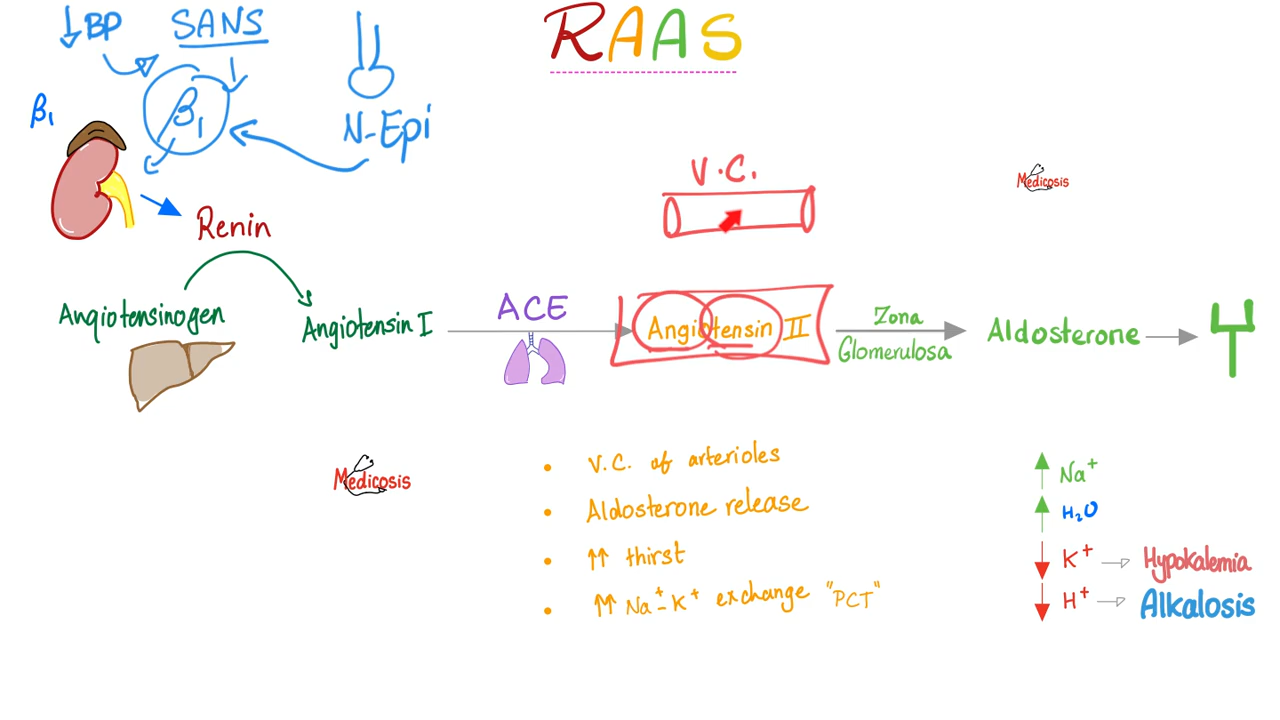 RAAS
↓BP
SANS
β₁
β₁
N-Epi
V.C.
Medicosis
Renin
Angiotensinogen
Angiotensin I
ACE
Angiotensin II
Zona
Glomerulosa
Aldosterone
Medicosis
• V.C. of arterioles
• Aldosterone release
• ↑↑ thirst
• ↑↑ Na⁺-K⁺ exchange "PCT"
↑ Na⁺
↑ H₂O
↓ K⁺ → Hypokalemia
↓ H⁺ → Alkalosis